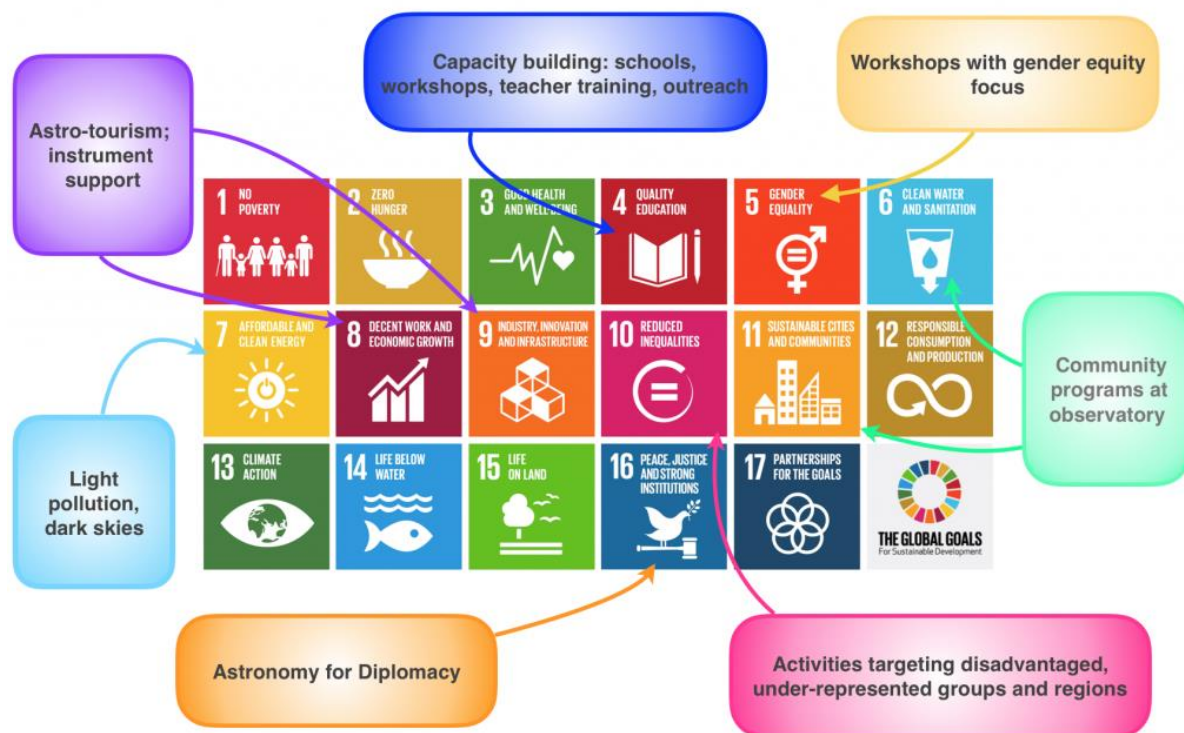 Capacity building: schools,
workshops, teacher training, outreach
Workshops with gender equity
focus
Astro-tourism;
instrument
support
1 NO
POVERTY
2 ZERO
HUNGER
3 GOOD HEALTH
AND WELL-BEING
4 QUALITY
EDUCATION
5 GENDER
EQUALITY
6 CLEAN WATER
AND SANITATION
7 AFFORDABLE AND
CLEAN ENERGY
8 DECENT WORK AND
ECONOMIC GROWTH
9 INDUSTRY, INNOVATION
AND INFRASTRUCTURE
10 REDUCED
INEQUALITIES
11 SUSTAINABLE CITIES
AND COMMUNITIES
12 RESPONSIBLE
CONSUMPTION
AND PRODUCTION
Community
programs at
observatory
Light
pollution,
dark skies
13 CLIMATE
ACTION
14 LIFE BELOW
WATER
15 LIFE
ON LAND
16 PEACE, JUSTICE
AND STRONG
INSTITUTIONS
17 PARTNERSHIPS
FOR THE GOALS
THE GLOBAL GOALS
For Sustainable Development
Astronomy for Diplomacy
Activities targeting disadvantaged,
under-represented groups and regions